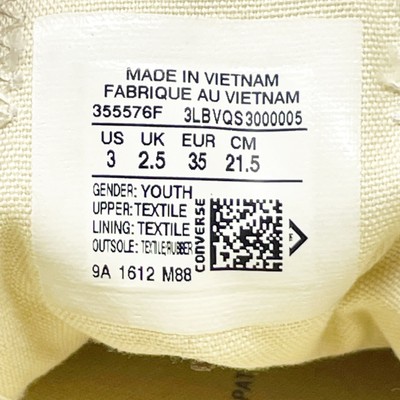 MADE IN VIETNAM
FABRIQUE AU VIETNAM
355576F 3LBVQS3000005
US UK EUR CM
3 2.5 35 21.5
GENDER: YOUTH
UPPER: TEXTILE
LINING: TEXTILE
OUTSOLE: TEXTILE/RUBBER
9A 1612 M88
CONVERSE
PAT